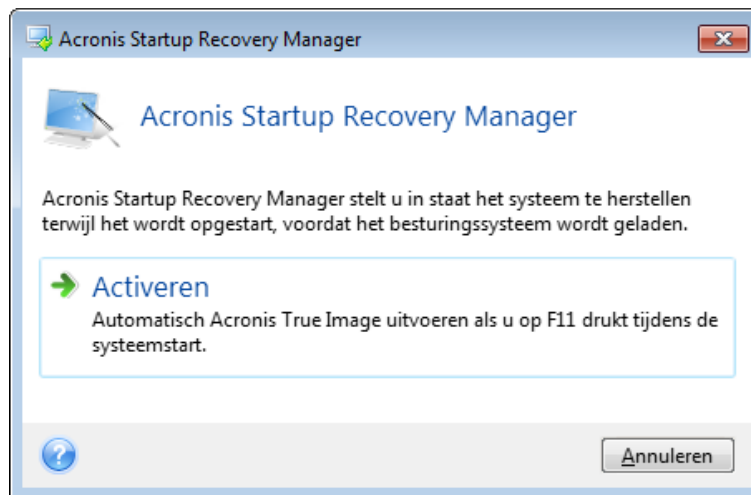 Acronis Startup Recovery Manager
Acronis Startup Recovery Manager
Acronis Startup Recovery Manager stelt u in staat het systeem te herstellen
terwijl het wordt opgestart, voordat het besturingssysteem wordt geladen.
Activeren
Automatisch Acronis True Image uitvoeren als u op F11 drukt tijdens de
systeemstart.
Annuleren